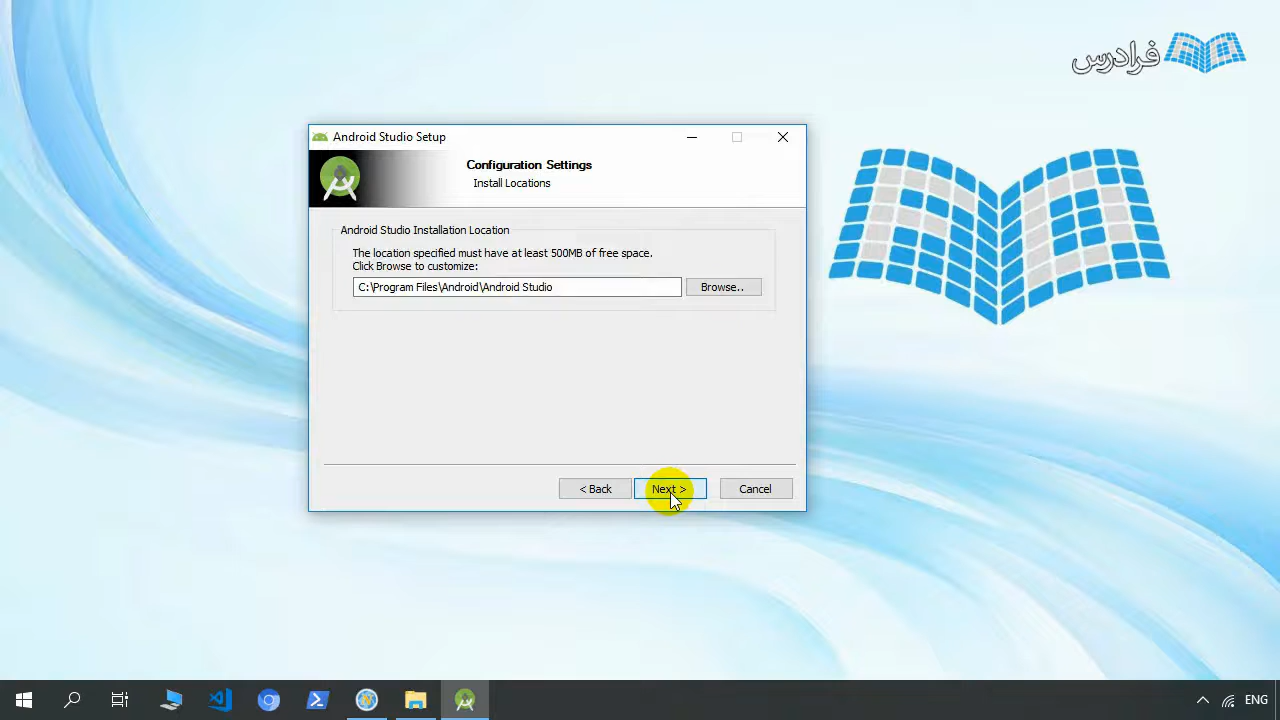 فرادرس
Android Studio Setup
Configuration Settings
Install Locations
Android Studio Installation Location
The location specified must have at least 500MB of free space.
Click Browse to customize:
C:\Program Files\Android\Android Studio
Browse..
< Back
Next >
Cancel
ENG